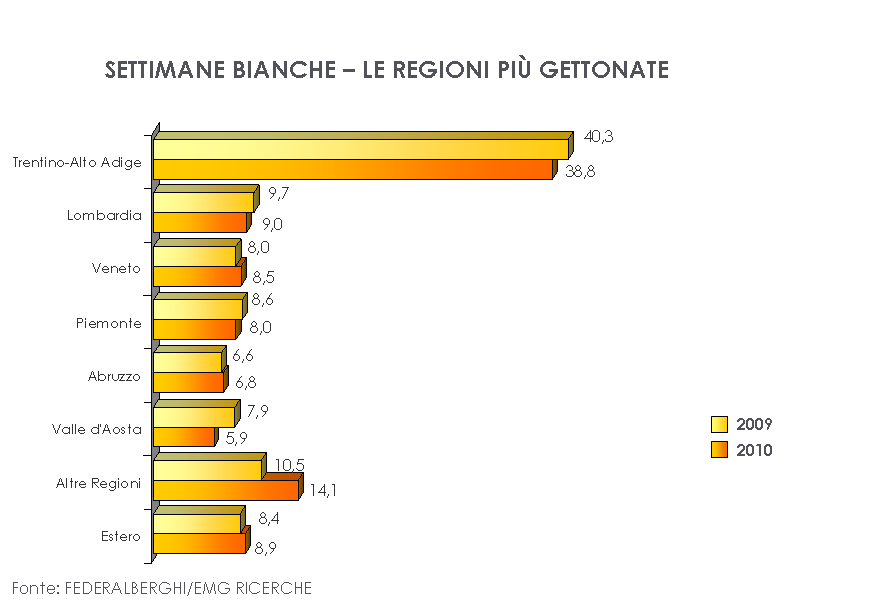 SETTIMANE BIANCHE – LE REGIONI PIÙ GETTONATE
40,3
Trentino-Alto Adige
38,8
9,7
Lombardia
9,0
8,0
Veneto
8,5
8,6
Piemonte
8,0
6,6
Abruzzo
6,8
7,9
Valle d'Aosta
5,9
10,5
Altre Regioni
14,1
8,4
Estero
8,9
2009
2010
Fonte: FEDERALBERGHI/EMG RICERCHE